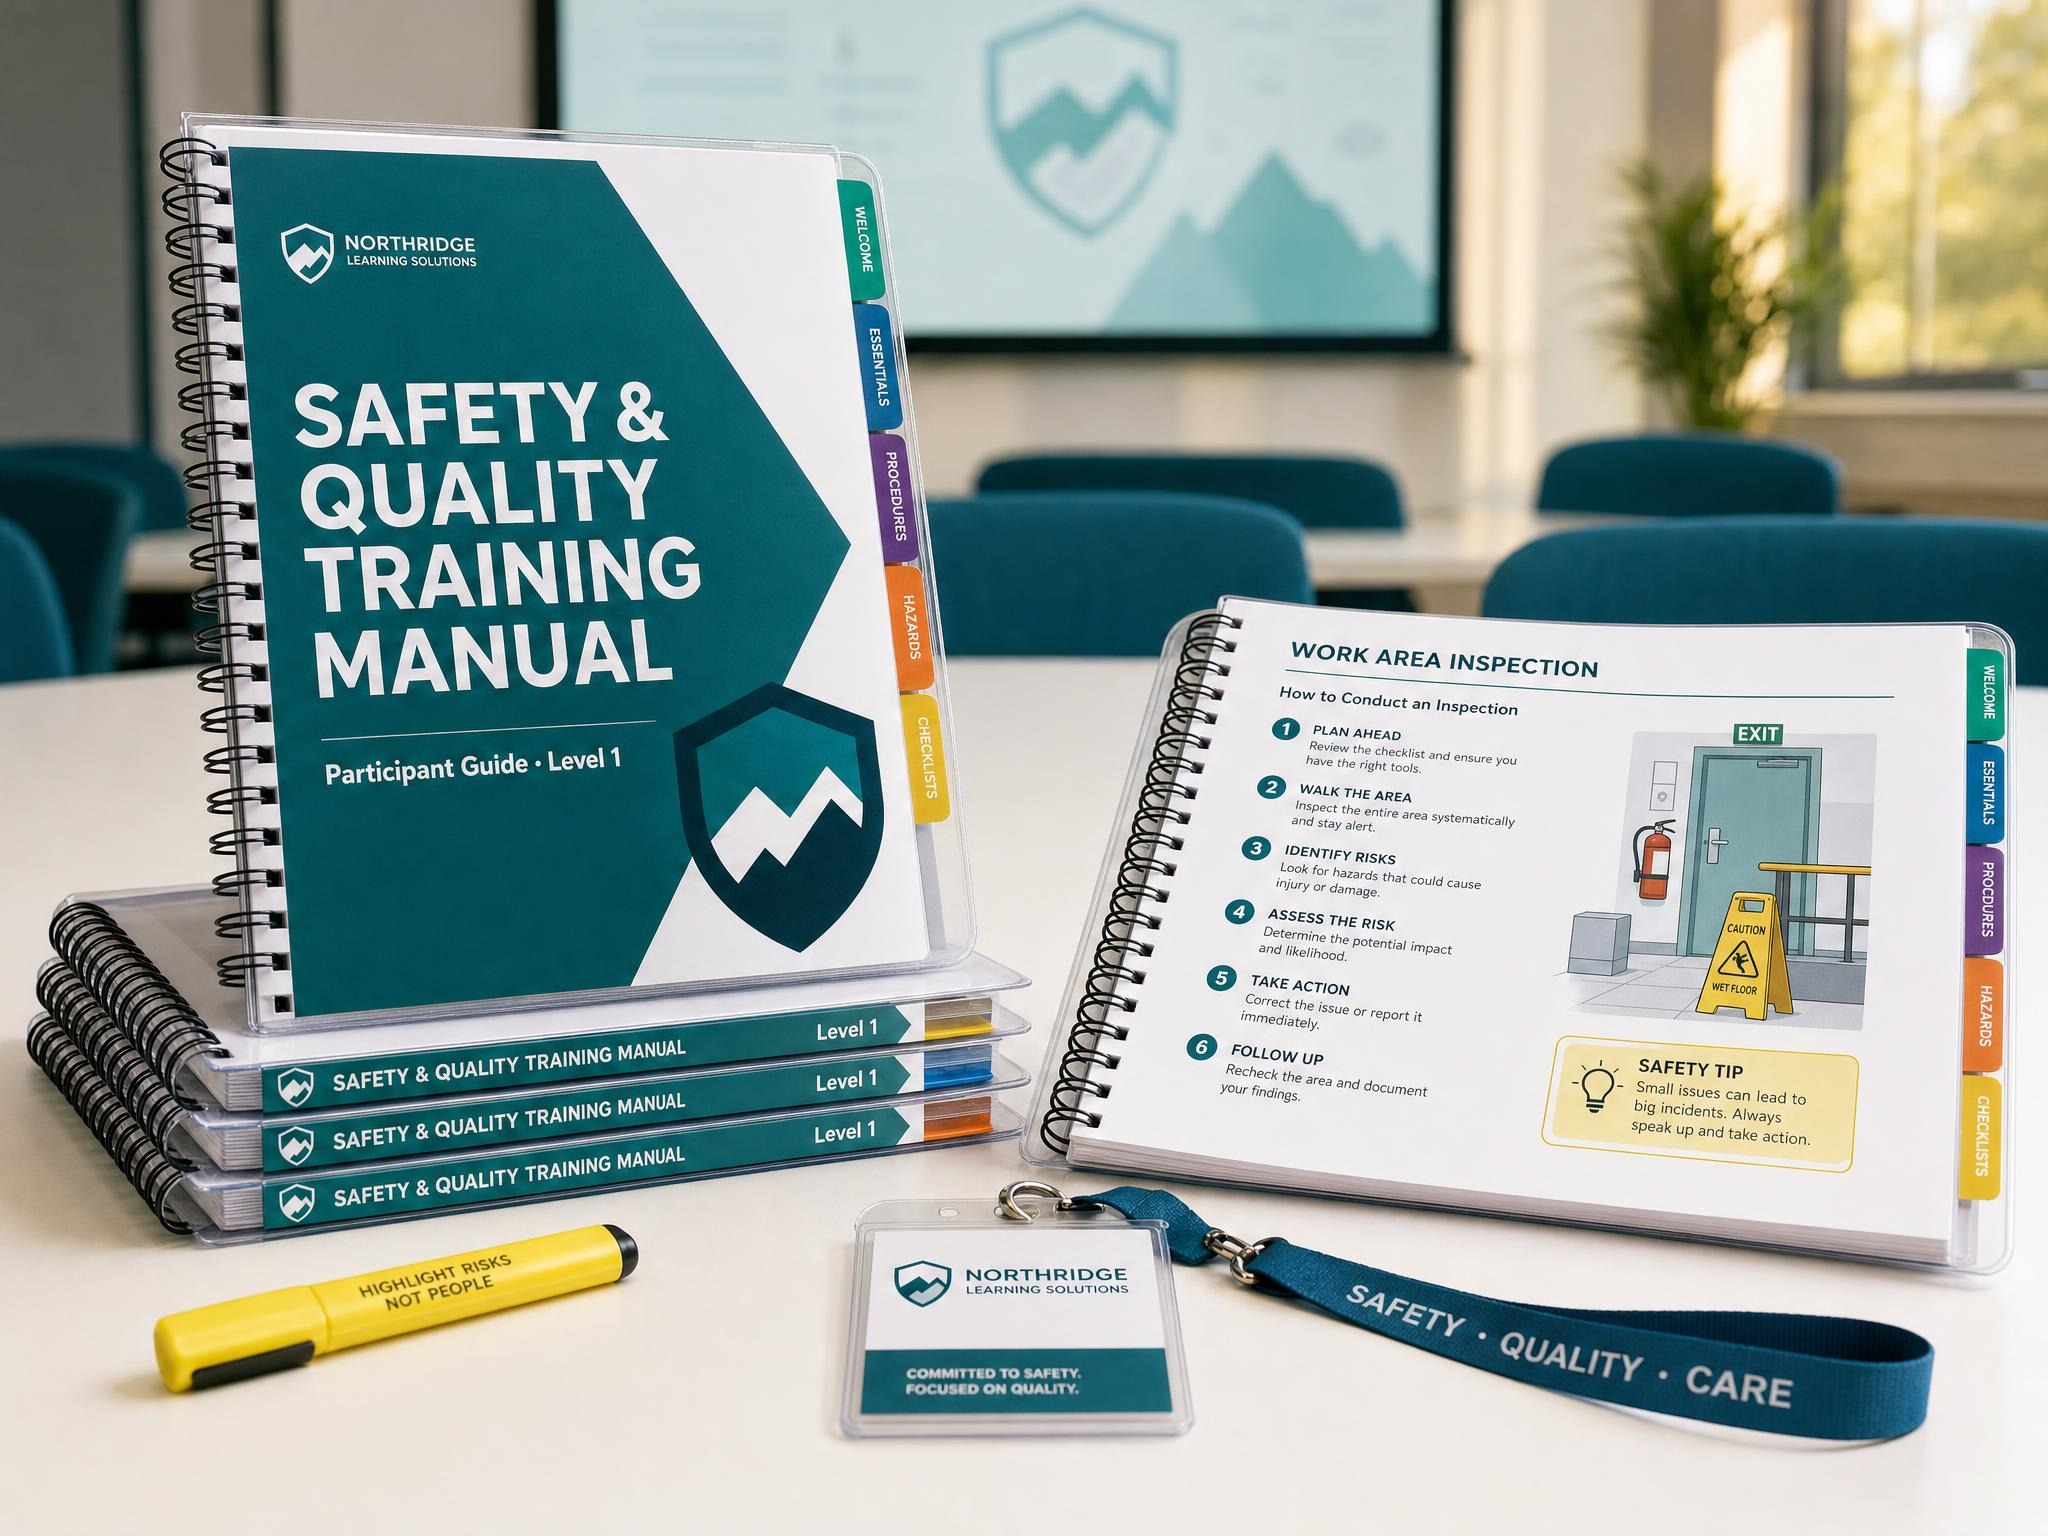 NORTHRIDGE
LEARNING SOLUTIONS
SAFETY &
QUALITY
TRAINING
MANUAL
Participant Guide · Level 1
WELCOME
ESSENTIALS
PROCEDURES
HAZARDS
CHECKLISTS
SAFETY & QUALITY TRAINING MANUAL Level 1
SAFETY & QUALITY TRAINING MANUAL Level 1
SAFETY & QUALITY TRAINING MANUAL Level 1
WORK AREA INSPECTION
How to Conduct an Inspection
1 PLAN AHEAD
Review the checklist and ensure you
have the right tools.
2 WALK THE AREA
Inspect the entire area systematically
and stay alert.
3 IDENTIFY RISKS
Look for hazards that could cause
injury or damage.
4 ASSESS THE RISK
Determine the potential impact
and likelihood.
5 TAKE ACTION
Correct the issue or report it
immediately.
6 FOLLOW UP
Recheck the area and document
your findings.
EXIT
CAUTION
WET FLOOR
SAFETY TIP
Small issues can lead to
big incidents. Always
speak up and take action.
WELCOME
ESENTIALS
PROCDURES
HAZARDS
CHECKLISTS
HIGHLIGHT RISKS
NOT PEOPLE
NORTHRIDGE
LEARNING SOLUTIONS
COMMITTED TO SAFETY.
FOCUSED ON QUALITY.
SAFETY · QUALITY · CARE